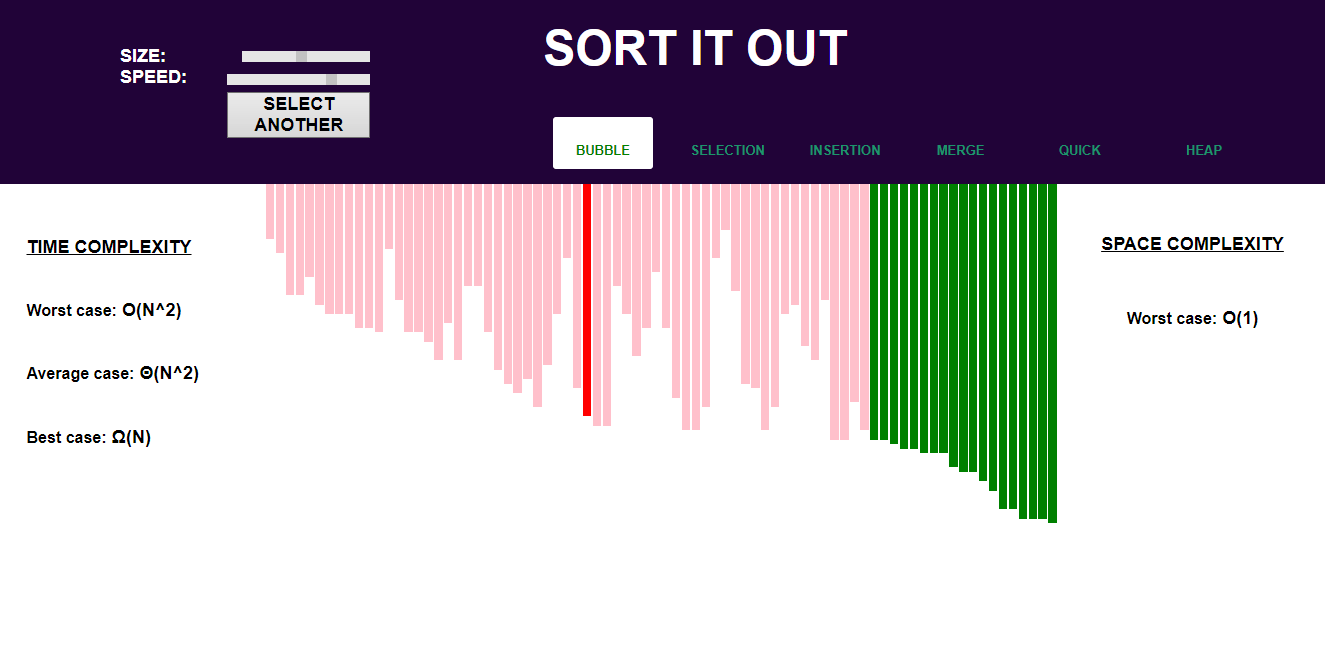 SORT IT OUT
SIZE:
SPEED:
SELECT
ANOTHER
BUBBLE
SELECTION
INSERTION
MERGE
QUICK
HEAP
TIME COMPLEXITY
Worst case: O(N^2)
Average case: Θ(N^2)
Best case: Ω(N)
SPACE COMPLEXITY
Worst case: O(1)